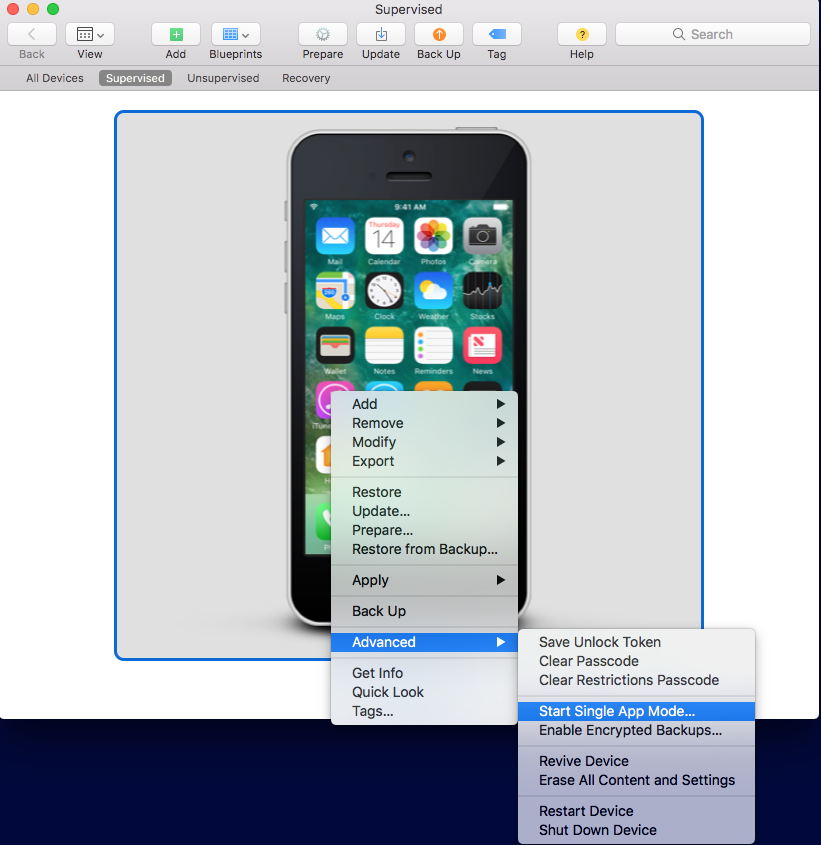 Supervised
Back
View
Add
Blueprints
Prepare
Update
Back Up
Tag
Help
Search
All Devices
Supervised
Unsupervised
Recovery
9:41 AM
Thursday
14
Mail
Calendar
Photos
Camera
280
Maps
Clock
Weather
Stocks
Wallet
Notes
Reminders
News
Add
Remove
Modify
Export
Restore
Update...
Prepare...
Restore from Backup...
Apply
Back Up
Advanced
Get Info
Quick Look
Tags...
Save Unlock Token
Clear Passcode
Clear Restrictions Passcode
Start Single App Mode...
Enable Encrypted Backups...
Revive Device
Erase All Content and Settings
Restart Device
Shut Down Device